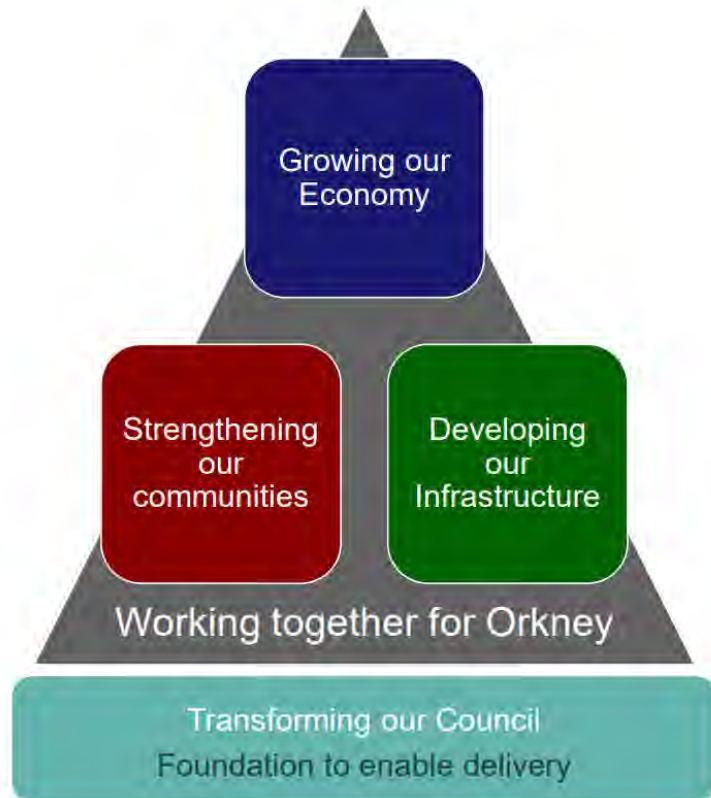 Growing our
Economy
Strengthening
our
communities
Developing
our
Infrastructure
Working together for Orkney
Transforming our Council
Foundation to enable delivery